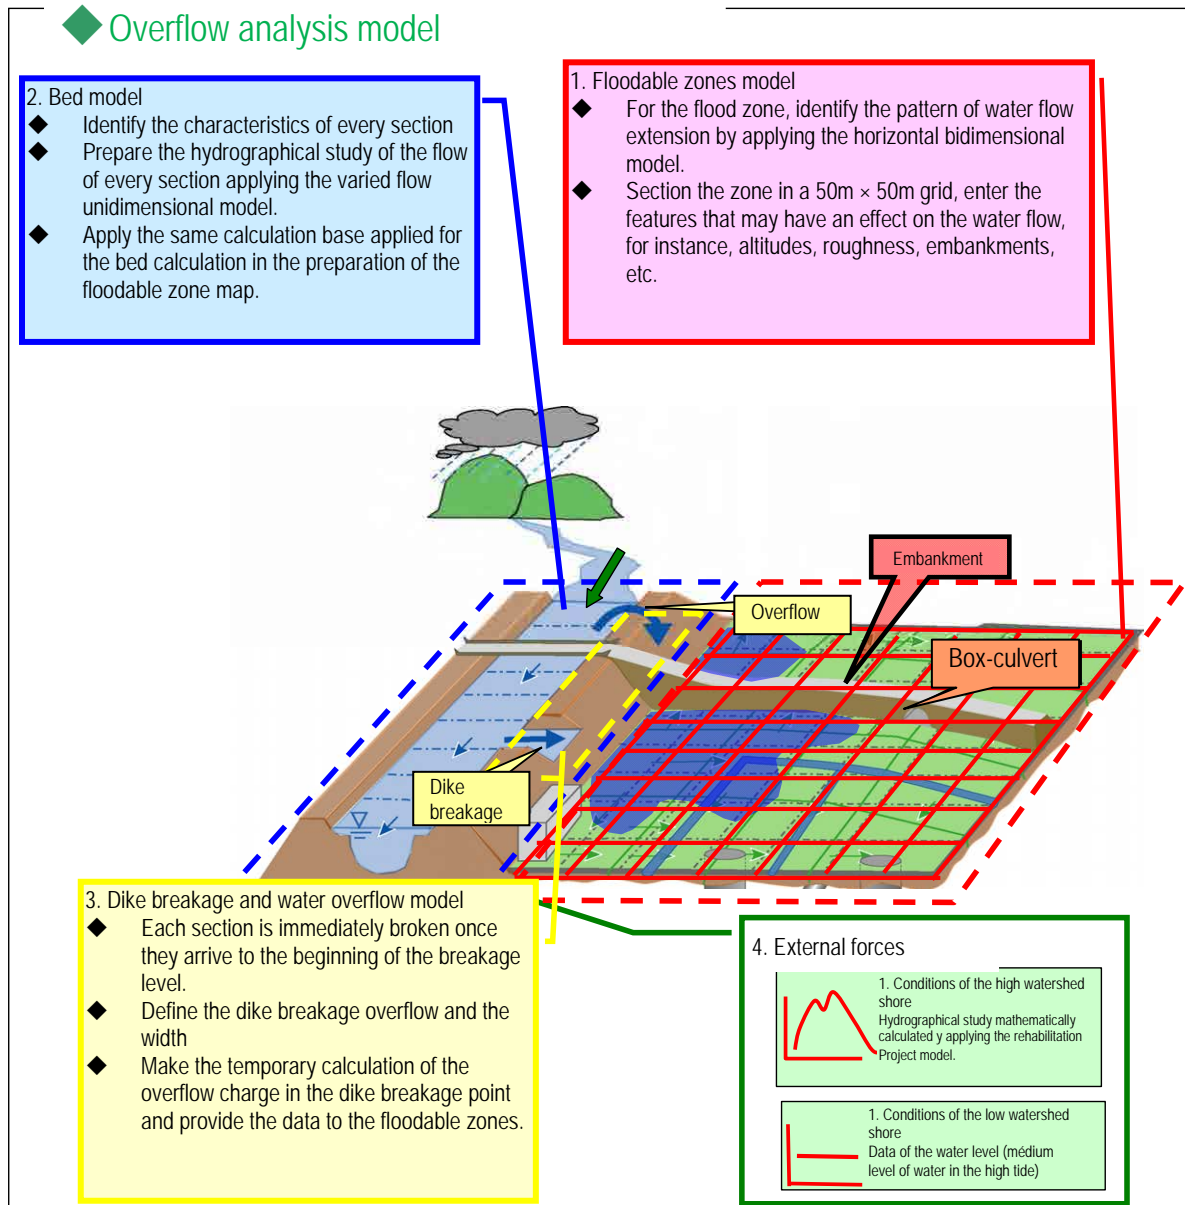 Overflow analysis model
2. Bed model
◆ Identify the characteristics of every section
◆ Prepare the hydrographical study of the flow
of every section applying the varied flow
unidimensional model.
◆ Apply the same calculation base applied for
the bed calculation in the preparation of the
floodable zone map.
1. Floodable zones model
◆ For the flood zone, identify the pattern of water flow
extension by applying the horizontal bidimensional
model.
◆ Section the zone in a 50m × 50m grid, enter the
features that may have an effect on the water flow,
for instance, altitudes, roughness, embankments,
etc.
Embankment
Overflow
Box-culvert
Dike
breakage
3. Dike breakage and water overflow model
◆ Each section is immediately broken once
they arrive to the beginning of the breakage
level.
◆ Define the dike breakage overflow and the
width
◆ Make the temporary calculation of the
overflow charge in the dike breakage point
and provide the data to the floodable zones.
4. External forces
1. Conditions of the high watershed
shore
Hydrographical study mathematically
calculated y applying the rehabilitation
Project model.
1. Conditions of the low watershed
shore
Data of the water level (médium
level of water in the high tide)